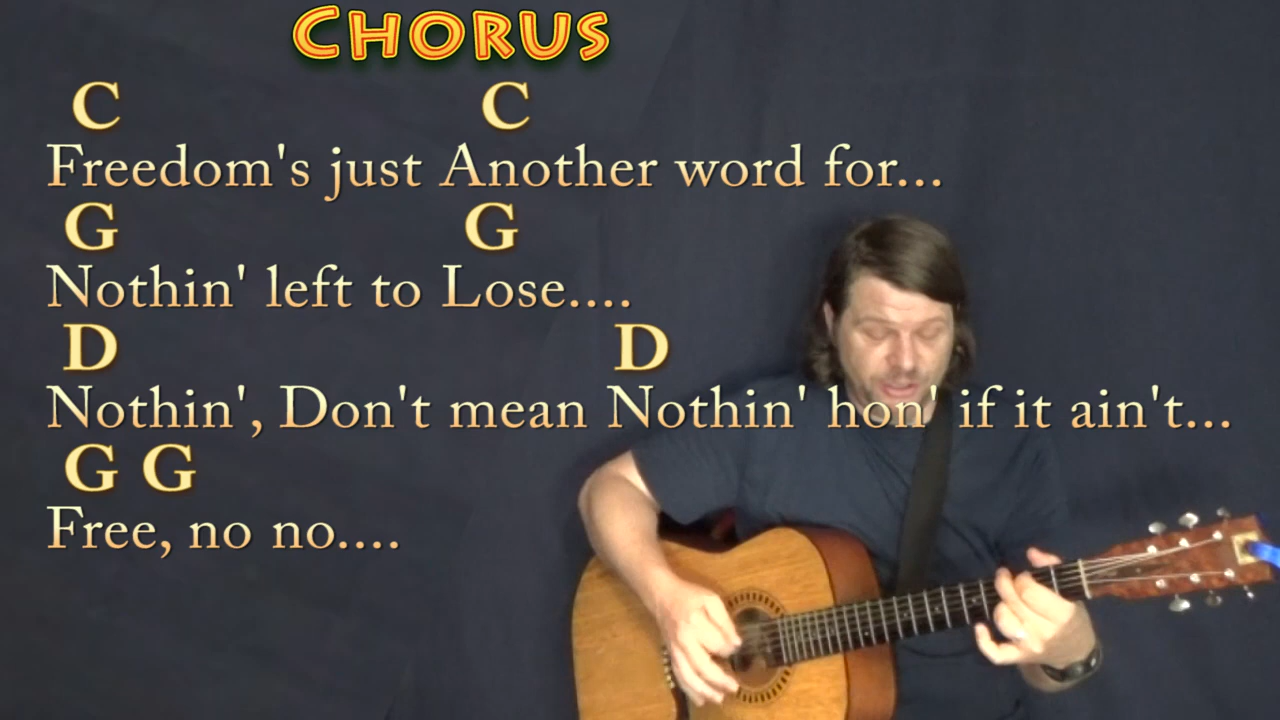 CHORUS
C C
Freedom's just Another word for...
G G
Nothin' left to Lose....
D D
Nothin', Don't mean Nothin' hon' if it ain't...
G G
Free, no no....